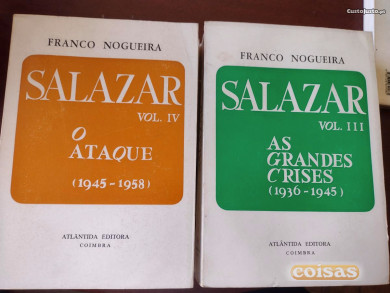 FRANCO NOGUEIRA
SALAZAR
VOL. IV
O
ATAQUE
(1945-1958)
ATLÂNTIDA EDITORA
COIMBRA
FRANCO NOGUEIRA
SALAZAR
VOL. III
AS
GRANDES
CRISES
(1936-1945)
ATLÂNTIDA EDITORA
COIMBRA
CustoJusto.pt
coisas